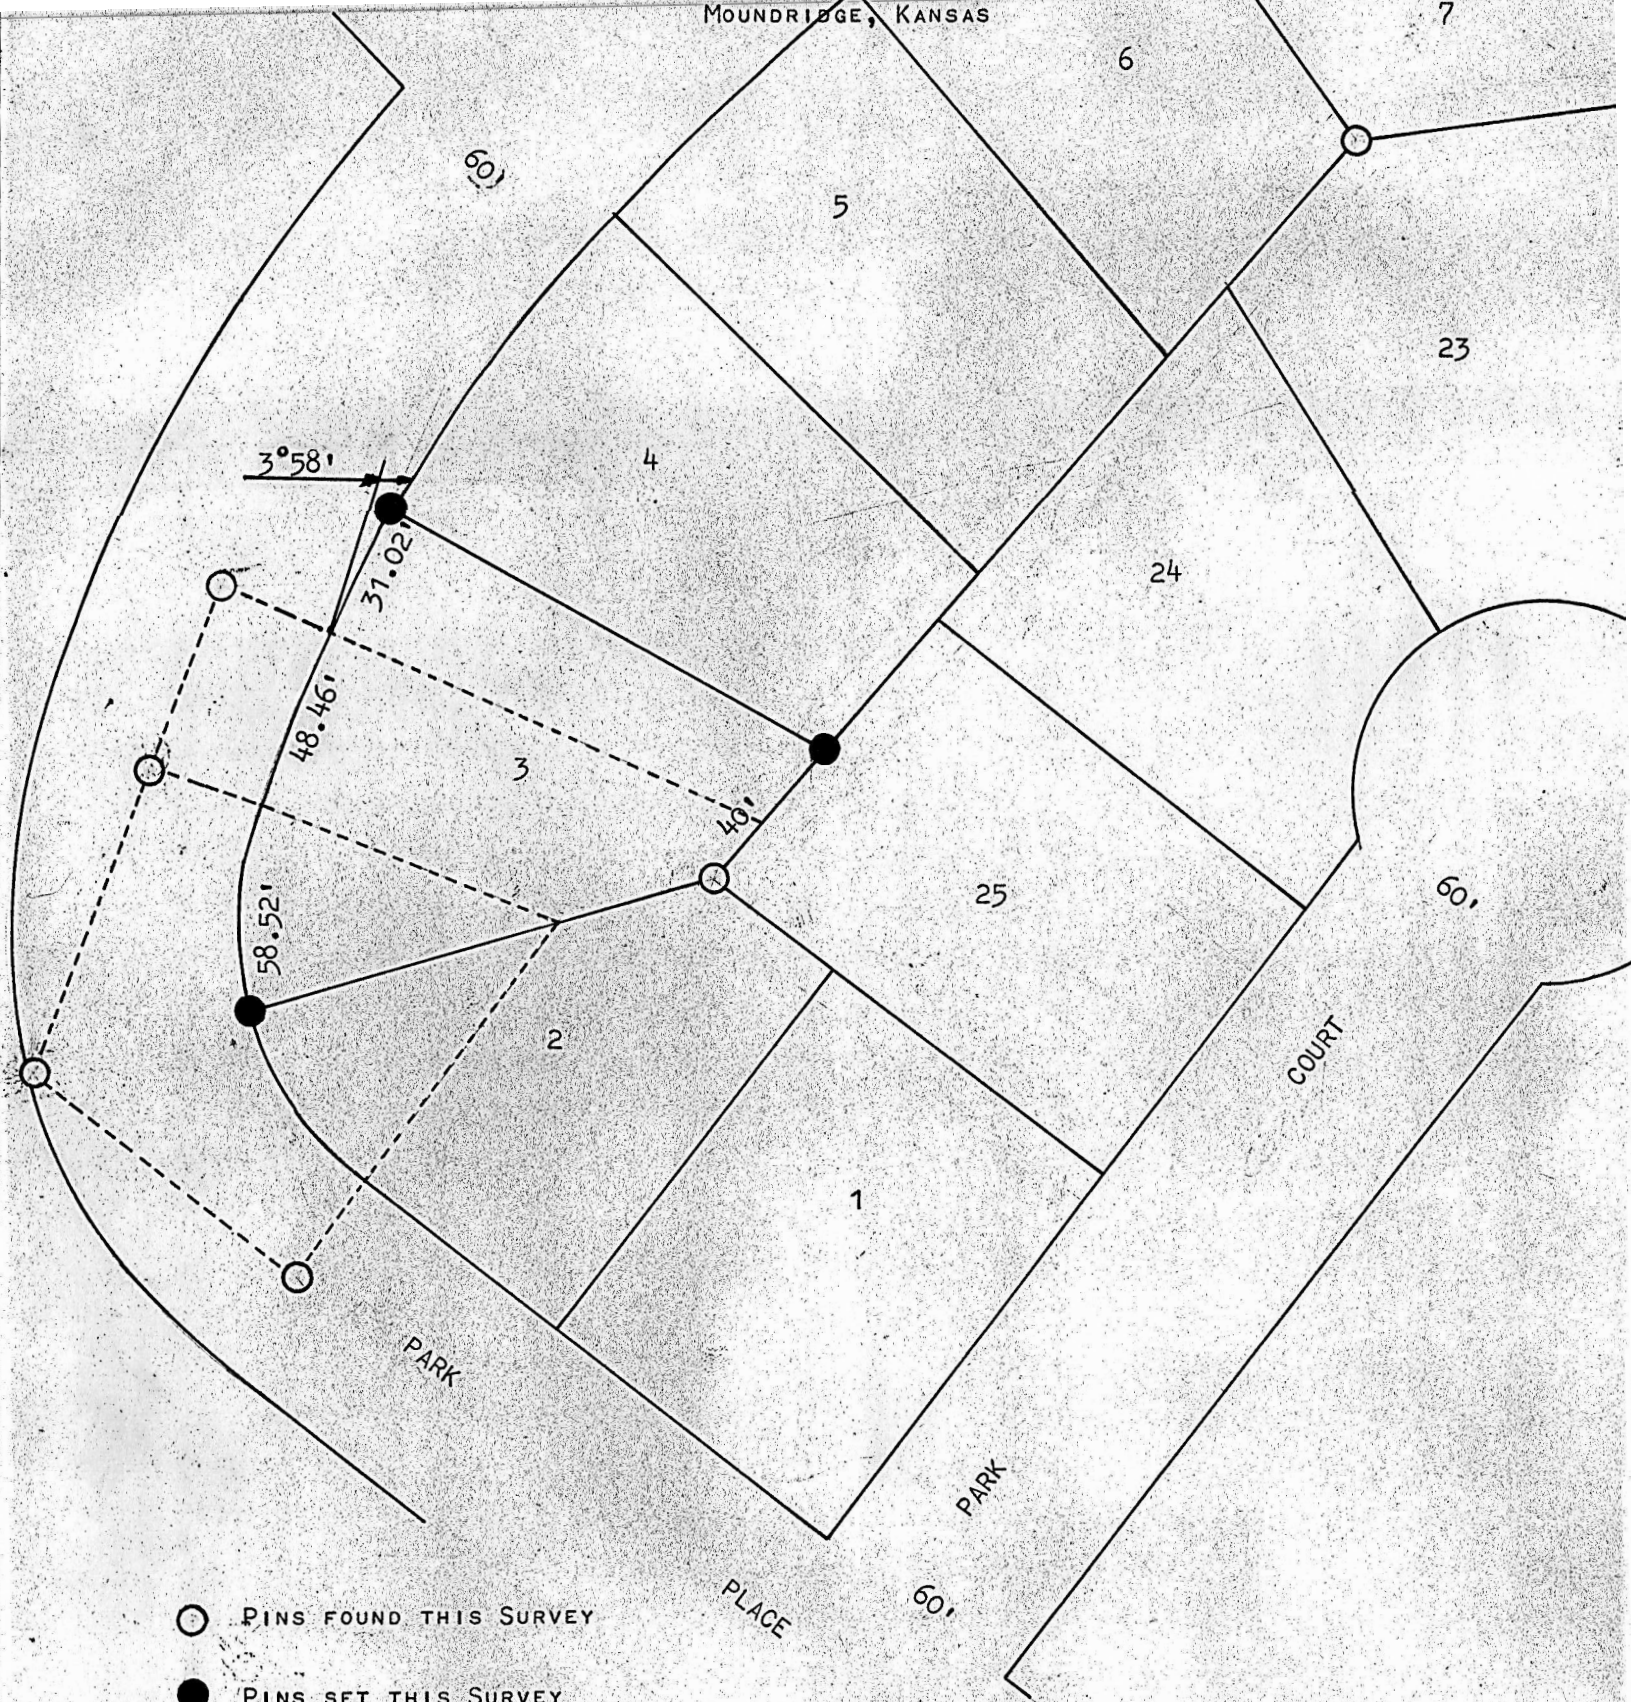 MOUNDRIDGE, KANSAS
7
6
60'
5
23
3°58'
4
31.02'
24
48.46'
3
40'
25
60'
58.52'
2
COURT
1
PARK
PARK
PLACE
60'
PINS FOUND THIS SURVEY
PINS SET THIS SURVEY